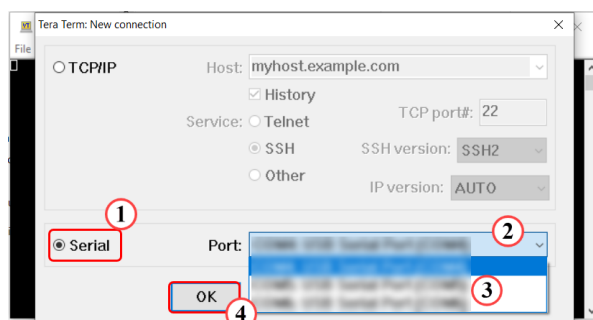 VT Tera Term: New connection
File
TCP/IP Host: myhost.example.com
History
Service: Telnet TCP port#: 22
SSH SSH version: SSH2
Other IP version: AUTO
1
Serial Port: 2
3
OK
4